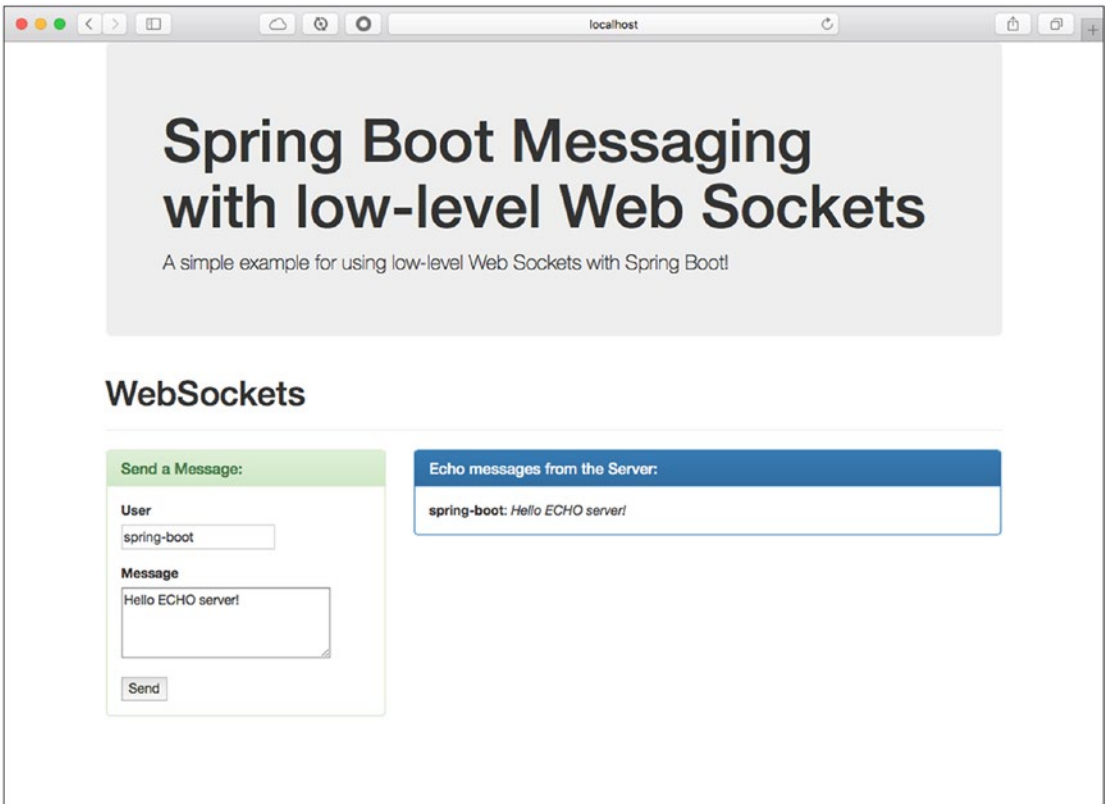 localhost
Spring Boot Messaging
with low-level Web Sockets
A simple example for using low-level Web Sockets with Spring Boot!
WebSockets
Send a Message:
User
spring-boot
Message
Hello ECHO server!
Send
Echo messages from the Server:
spring-boot: Hello ECHO server!